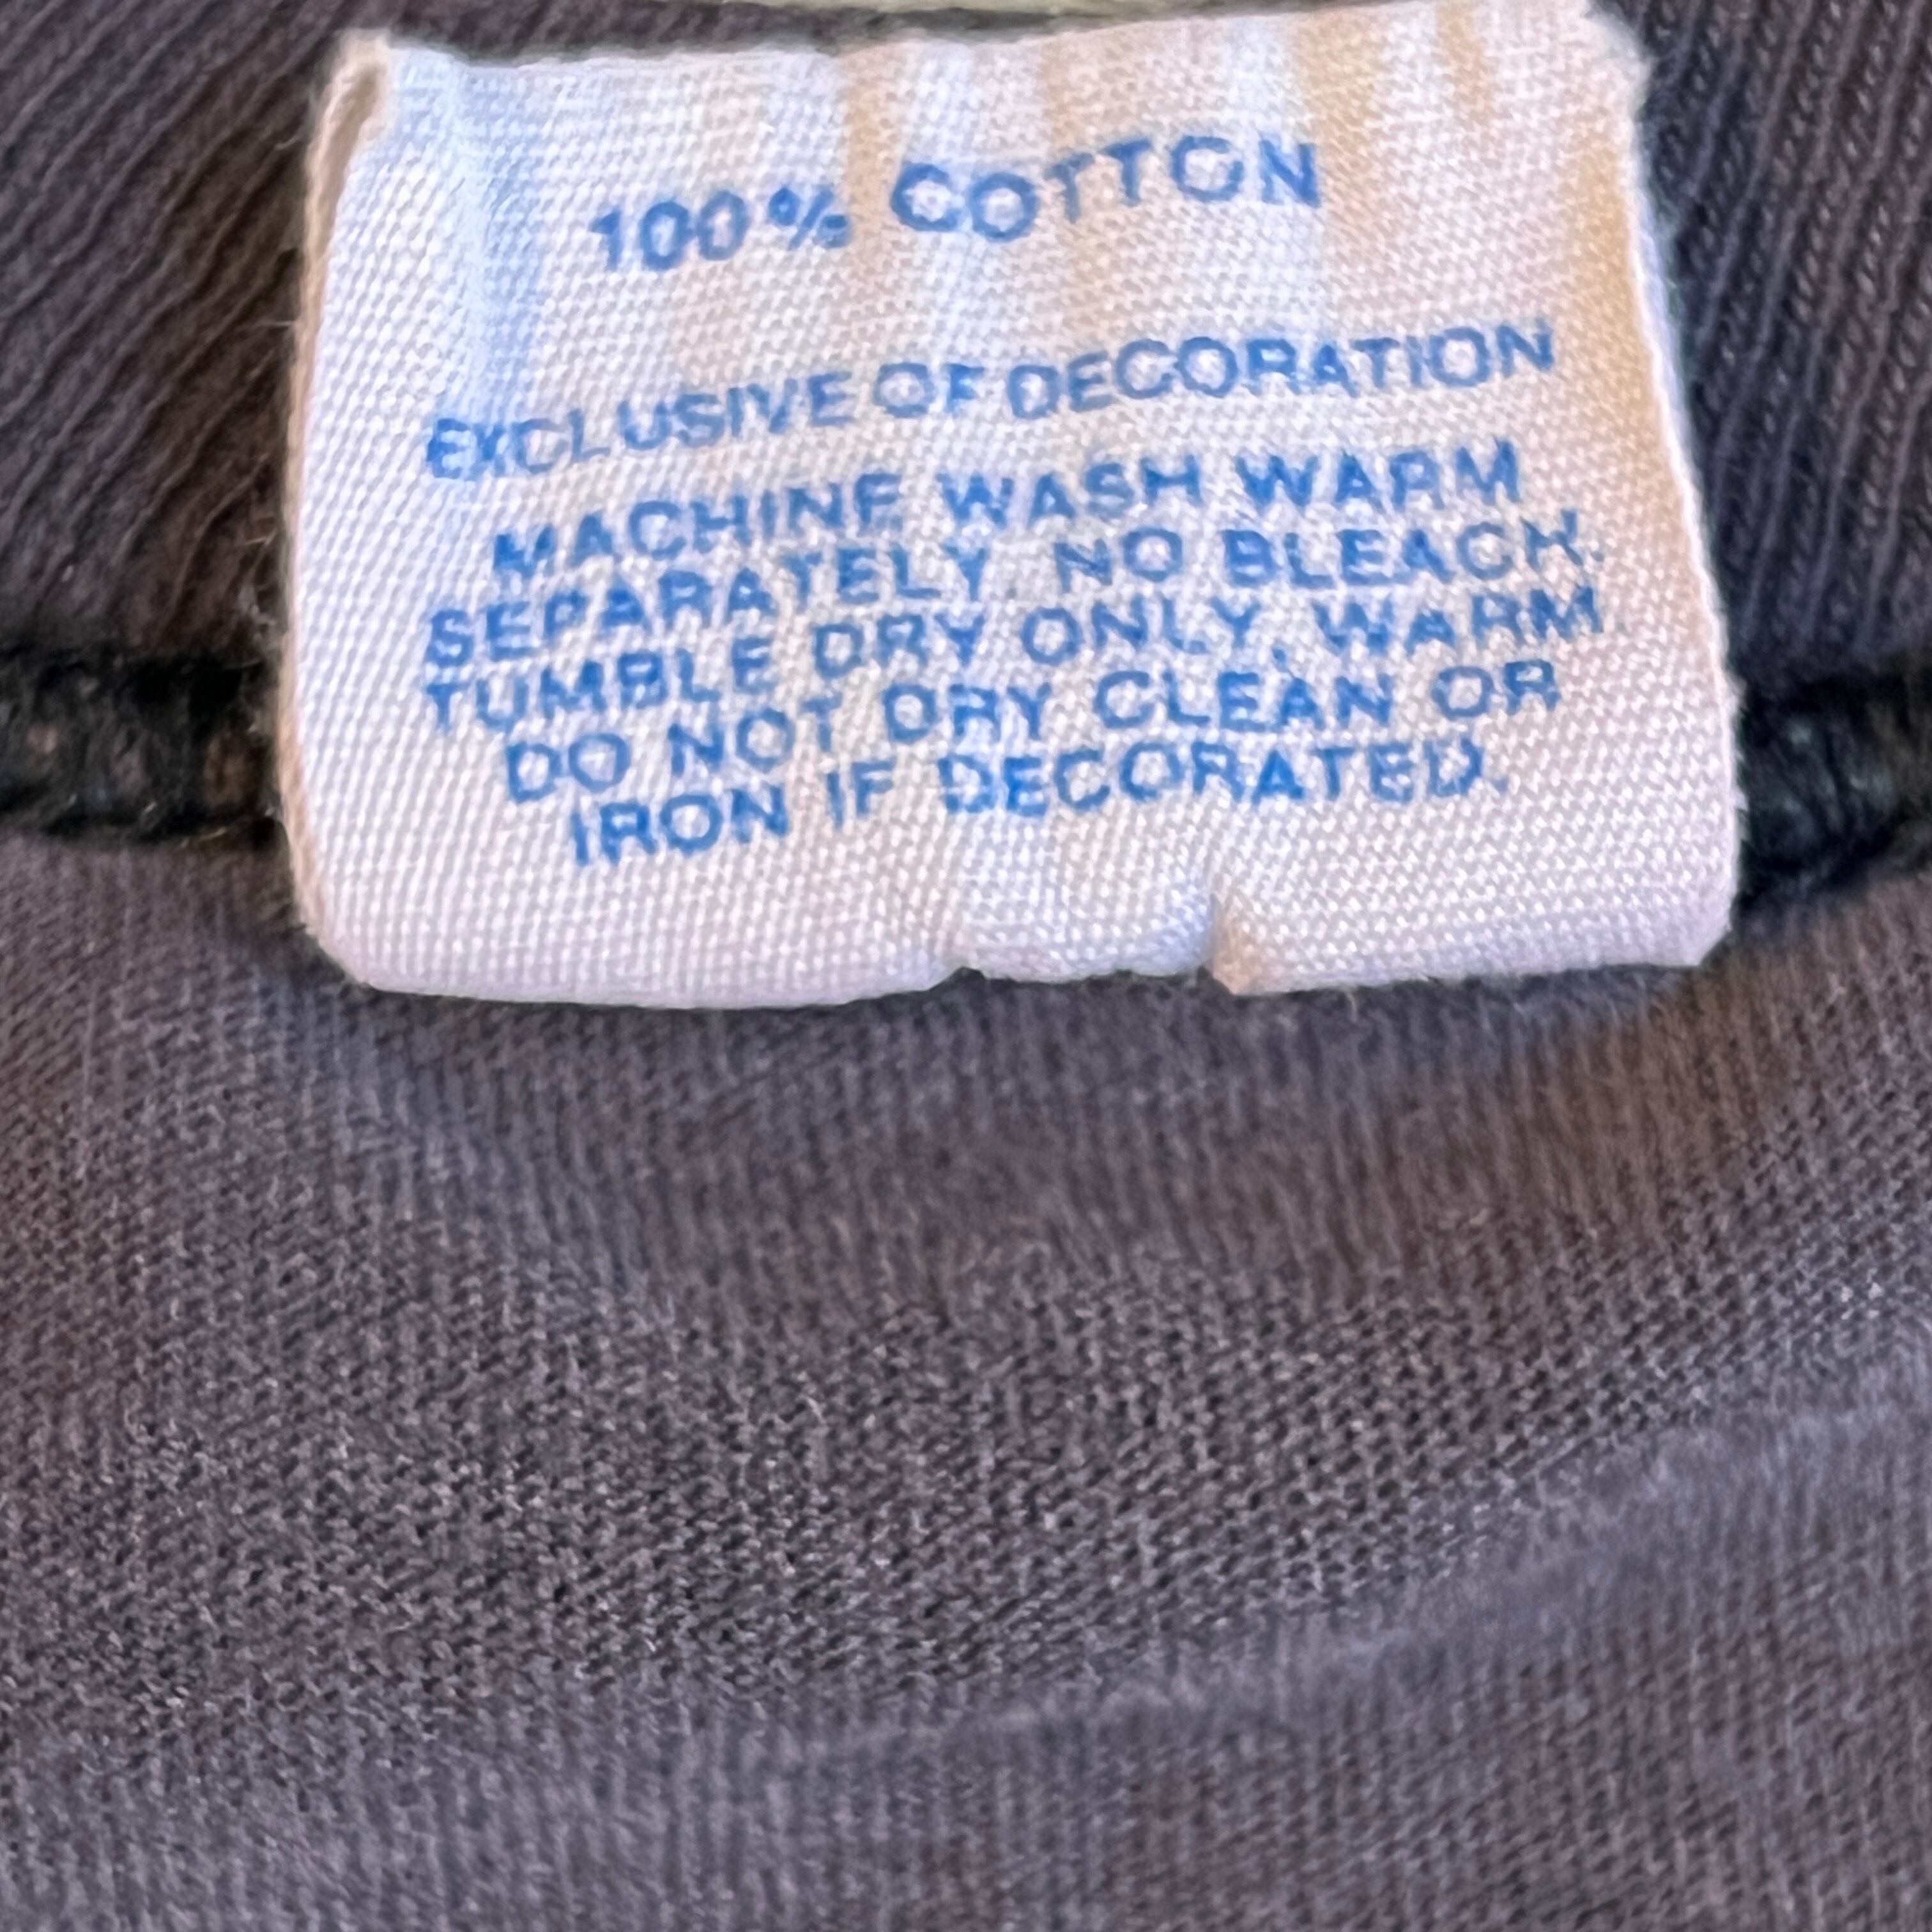 100% COTTON
EXCLUSIVE OF DECORATION
MACHINE WASH WARM
SEPARATELY. NO BLEACH.
TUMBLE DRY ONLY, WARM.
DO NOT DRY CLEAN OR
IRON IF DECORATED.